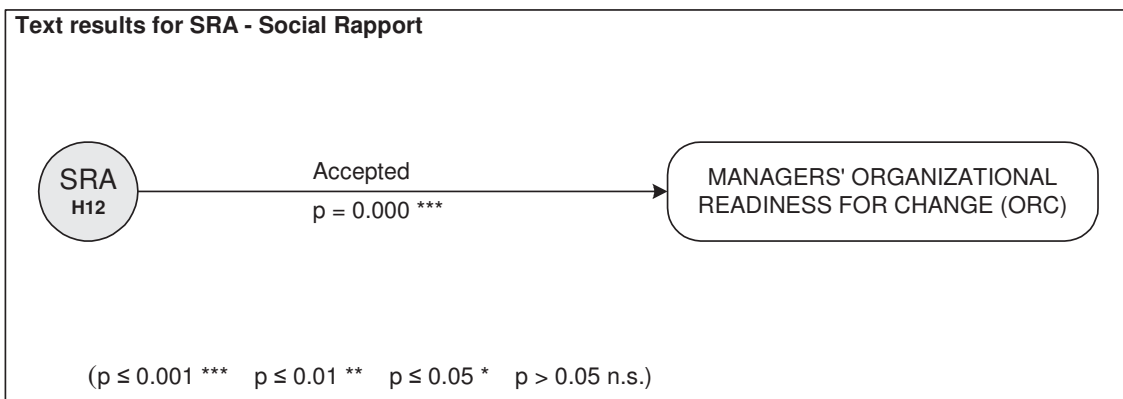 Text results for SRA - Social Rapport
SRA
H12
Accepted
p = 0.000 ***
MANAGERS' ORGANIZATIONAL
READINESS FOR CHANGE (ORC)
(p ≤ 0.001 *** p ≤ 0.01 ** p ≤ 0.05 * p > 0.05 n.s.)